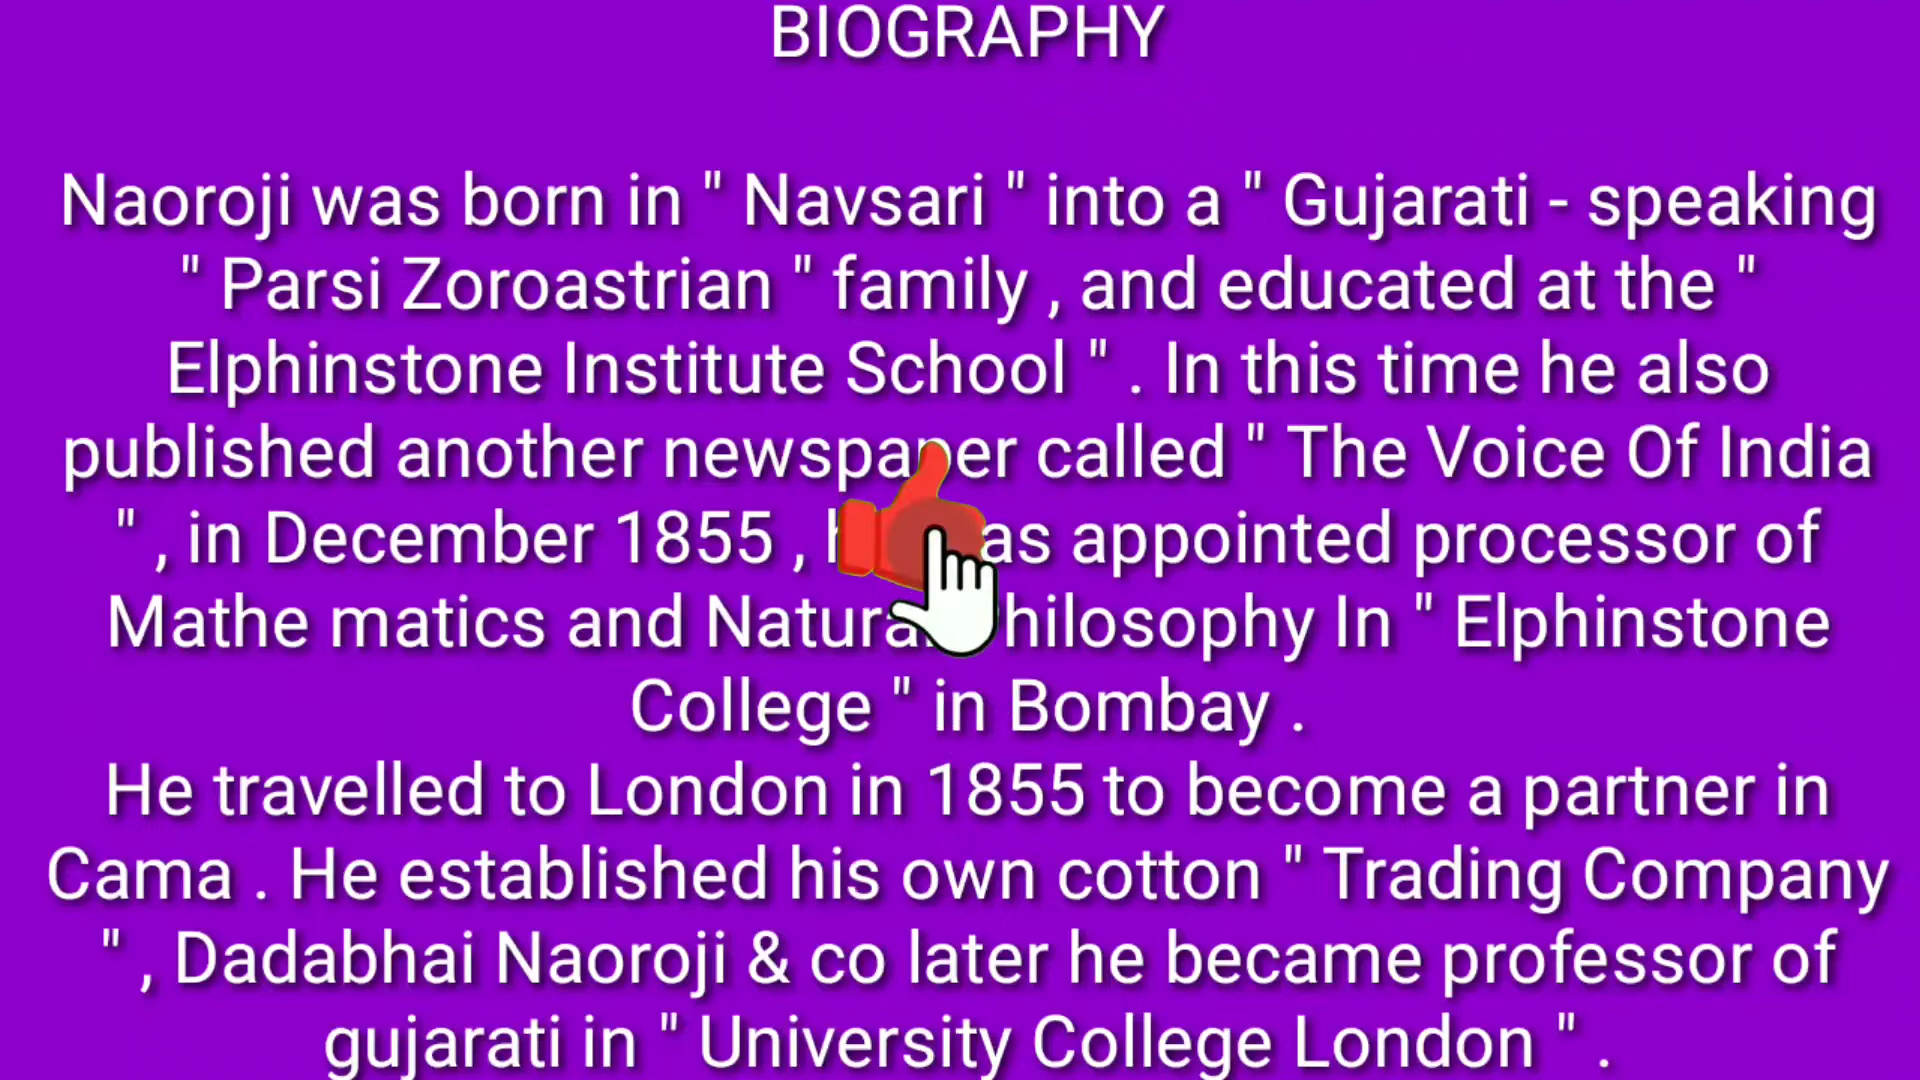 BIOGRAPHY
Naoroji was born in " Navsari " into a " Gujarati - speaking
" Parsi Zoroastrian " family , and educated at the "
Elphinstone Institute School " . In this time he also
published another newspaper called " The Voice Of India
" , in December 1855 , appointed processor of
Mathe matics and Natural Philosophy In " Elphinstone
College " in Bombay .
He travelled to London in 1855 to become a partner in
Cama . He established his own cotton " Trading Company
" , Dadabhai Naoroji & co later he became professor of
gujarati in " University College London " .